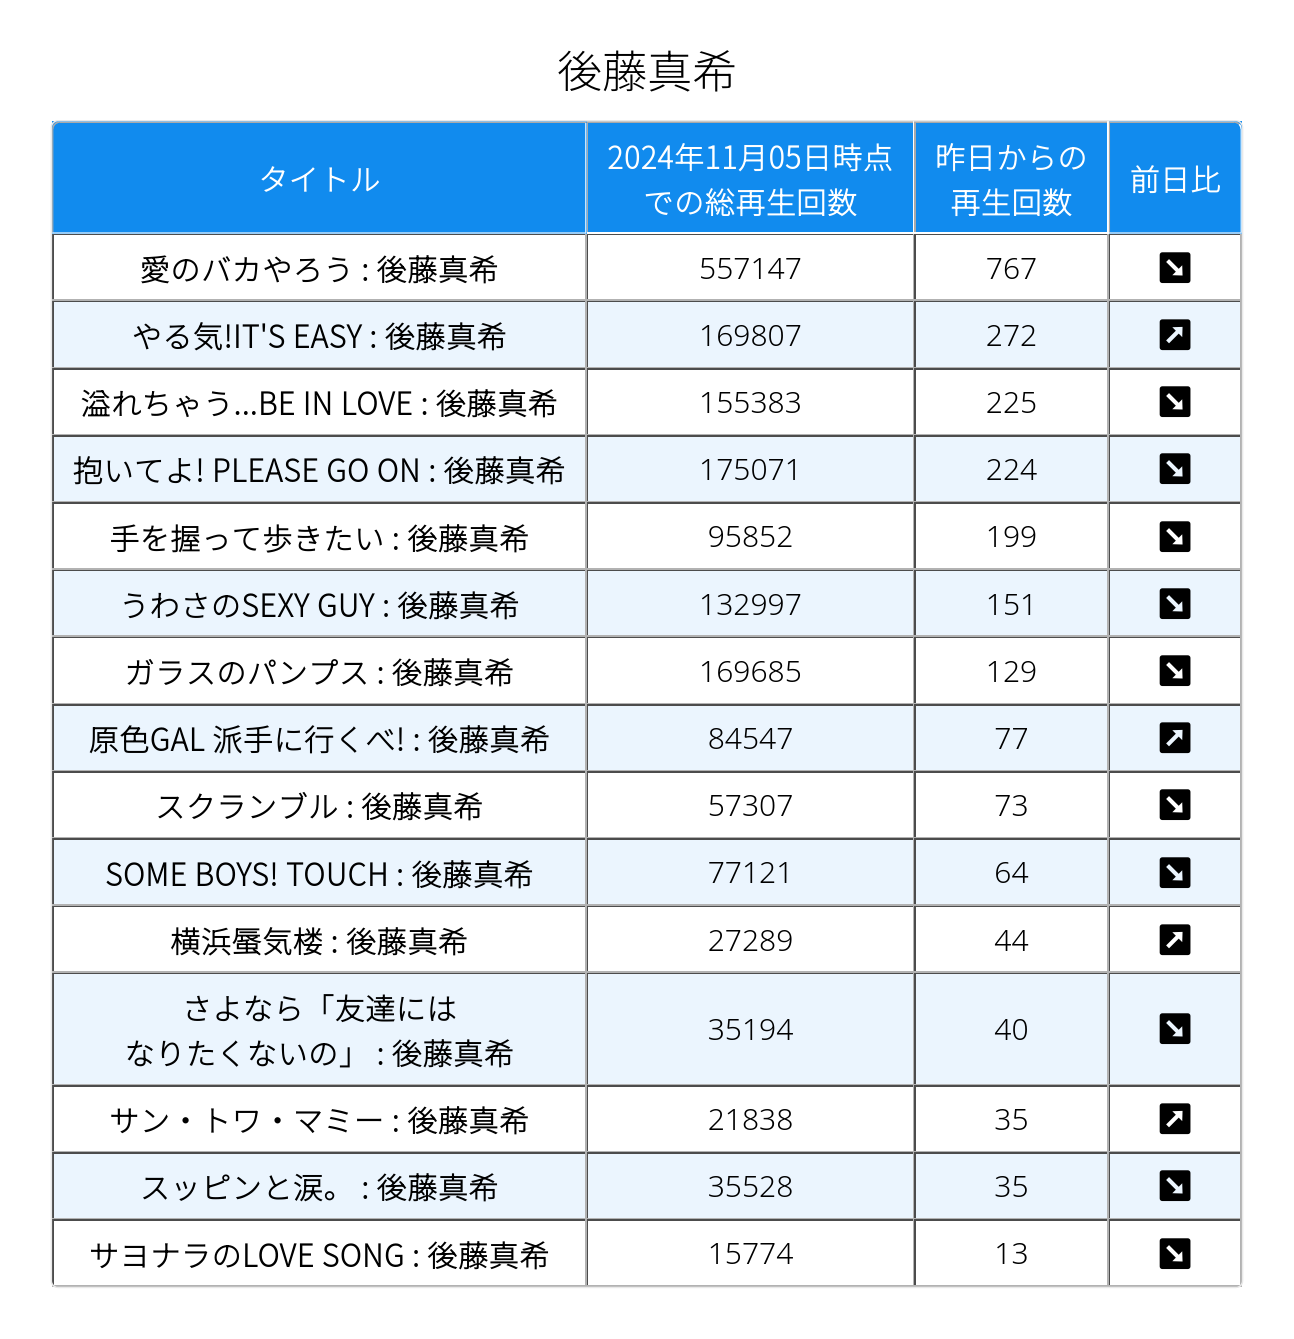 後藤真希
タイトル
2024年11月05日時点
での総再生回数
昨日からの
再生回数
前日比
愛のバカやろう : 後藤真希 557147 767 ↘
やる気!IT'S EASY : 後藤真希 169807 272 ↗
溢れちゃう...BE IN LOVE : 後藤真希 155383 225 ↘
抱いてよ! PLEASE GO ON : 後藤真希 175071 224 ↘
手を握って歩きたい : 後藤真希 95852 199 ↘
うわさのSEXY GUY : 後藤真希 132997 151 ↘
ガラスのパンプス : 後藤真希 169685 129 ↘
原色GAL 派手に行くべ! : 後藤真希 84547 77 ↗
スクランブル : 後藤真希 57307 73 ↘
SOME BOYS! TOUCH : 後藤真希 77121 64 ↘
横浜蜃気楼 : 後藤真希 27289 44 ↗
さよなら「友達には
なりたくないの」 : 後藤真希 35194 40 ↘
サン・トワ・マミー : 後藤真希 21838 35 ↗
スッピンと涙。 : 後藤真希 35528 35 ↘
サヨナラのLOVE SONG : 後藤真希 15774 13 ↘